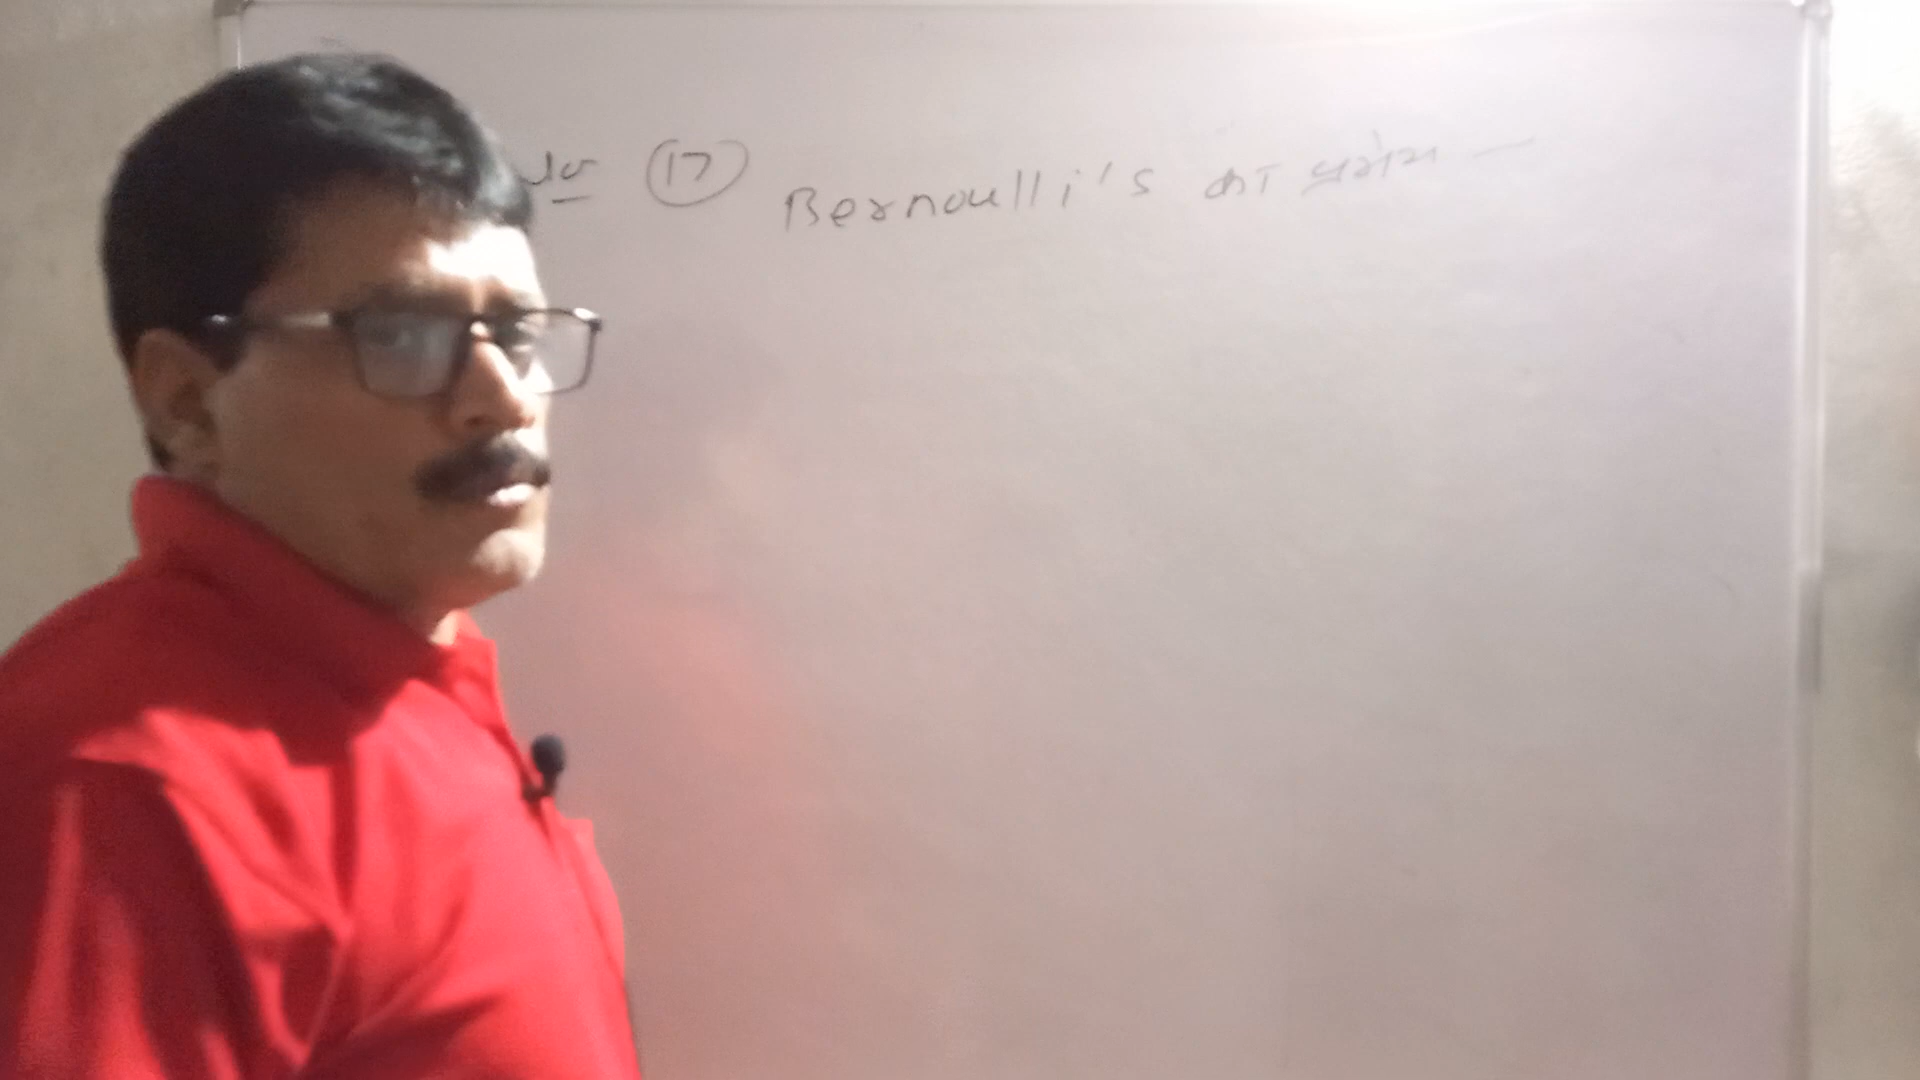 (17) Bernoulli's का प्रमेय —